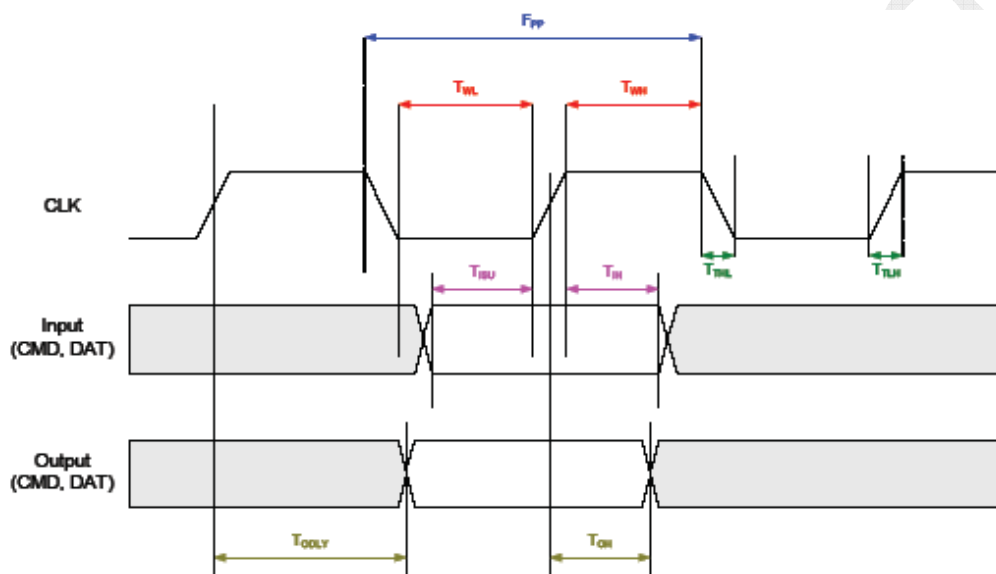 FPP
TWL TWH
CLK
TTHL TTLH
TISU TIH
Input
(CMD, DAT)
Output
(CMD, DAT)
TODLY TOH